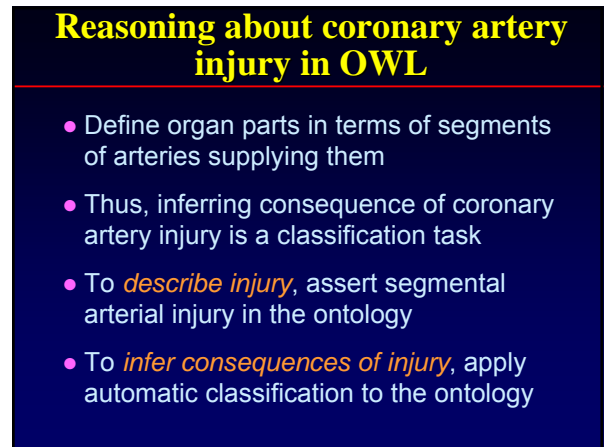 Reasoning about coronary artery
injury in OWL
● Define organ parts in terms of segments
of arteries supplying them
● Thus, inferring consequence of coronary
artery injury is a classification task
● To describe injury, assert segmental
arterial injury in the ontology
● To infer consequences of injury, apply
automatic classification to the ontology